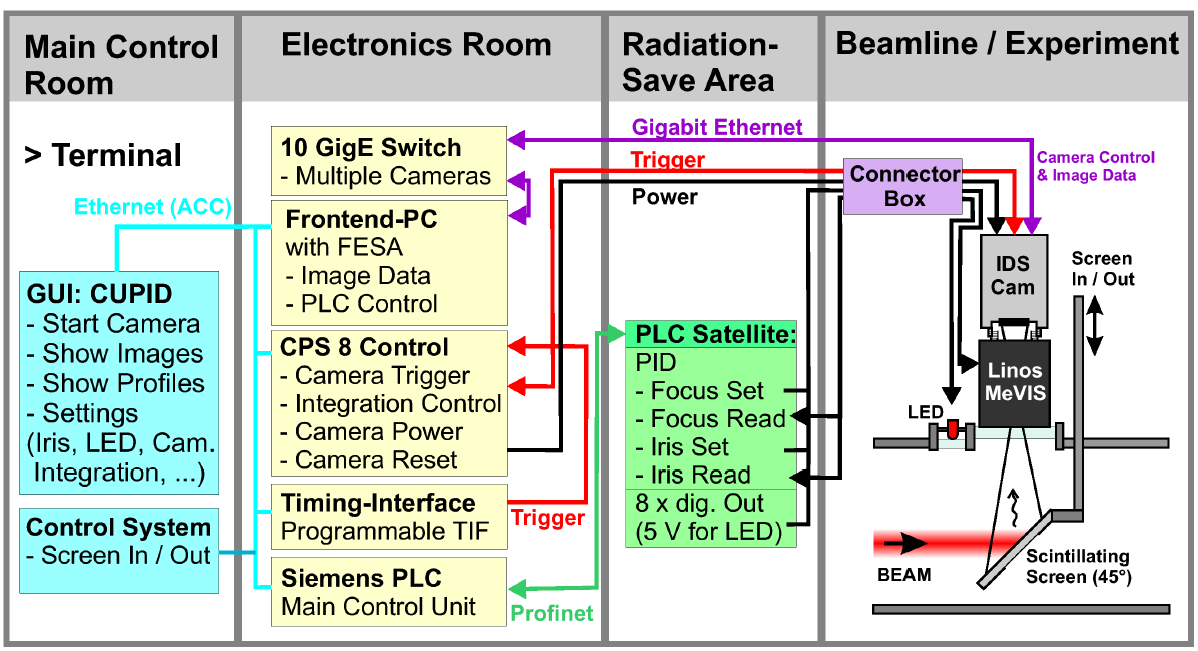 Main Control
Room
Electronics Room
Radiation-
Save Area
Beamline / Experiment
> Terminal
Ethernet (ACC)
GUI: CUPID
- Start Camera
- Show Images
- Show Profiles
- Settings
(Iris, LED, Cam.
Integration, ...)
Control System
- Screen In / Out
10 GigE Switch
- Multiple Cameras
Frontend-PC
with FESA
- Image Data
- PLC Control
CPS 8 Control
- Camera Trigger
- Integration Control
- Camera Power
- Camera Reset
Timing-Interface
Programmable TIF
Siemens PLC
Main Control Unit
Trigger
Profinet
Gigabit Ethernet
Trigger
Power
PLC Satellite:
PID
- Focus Set
- Focus Read
- Iris Set
- Iris Read
8 x dig. Out
(5 V for LED)
Connector
Box
Camera Control
& Image Data
IDS
Cam
Screen
In / Out
Linos
MeVIS
LED
BEAM
Scintillating
Screen (45°)